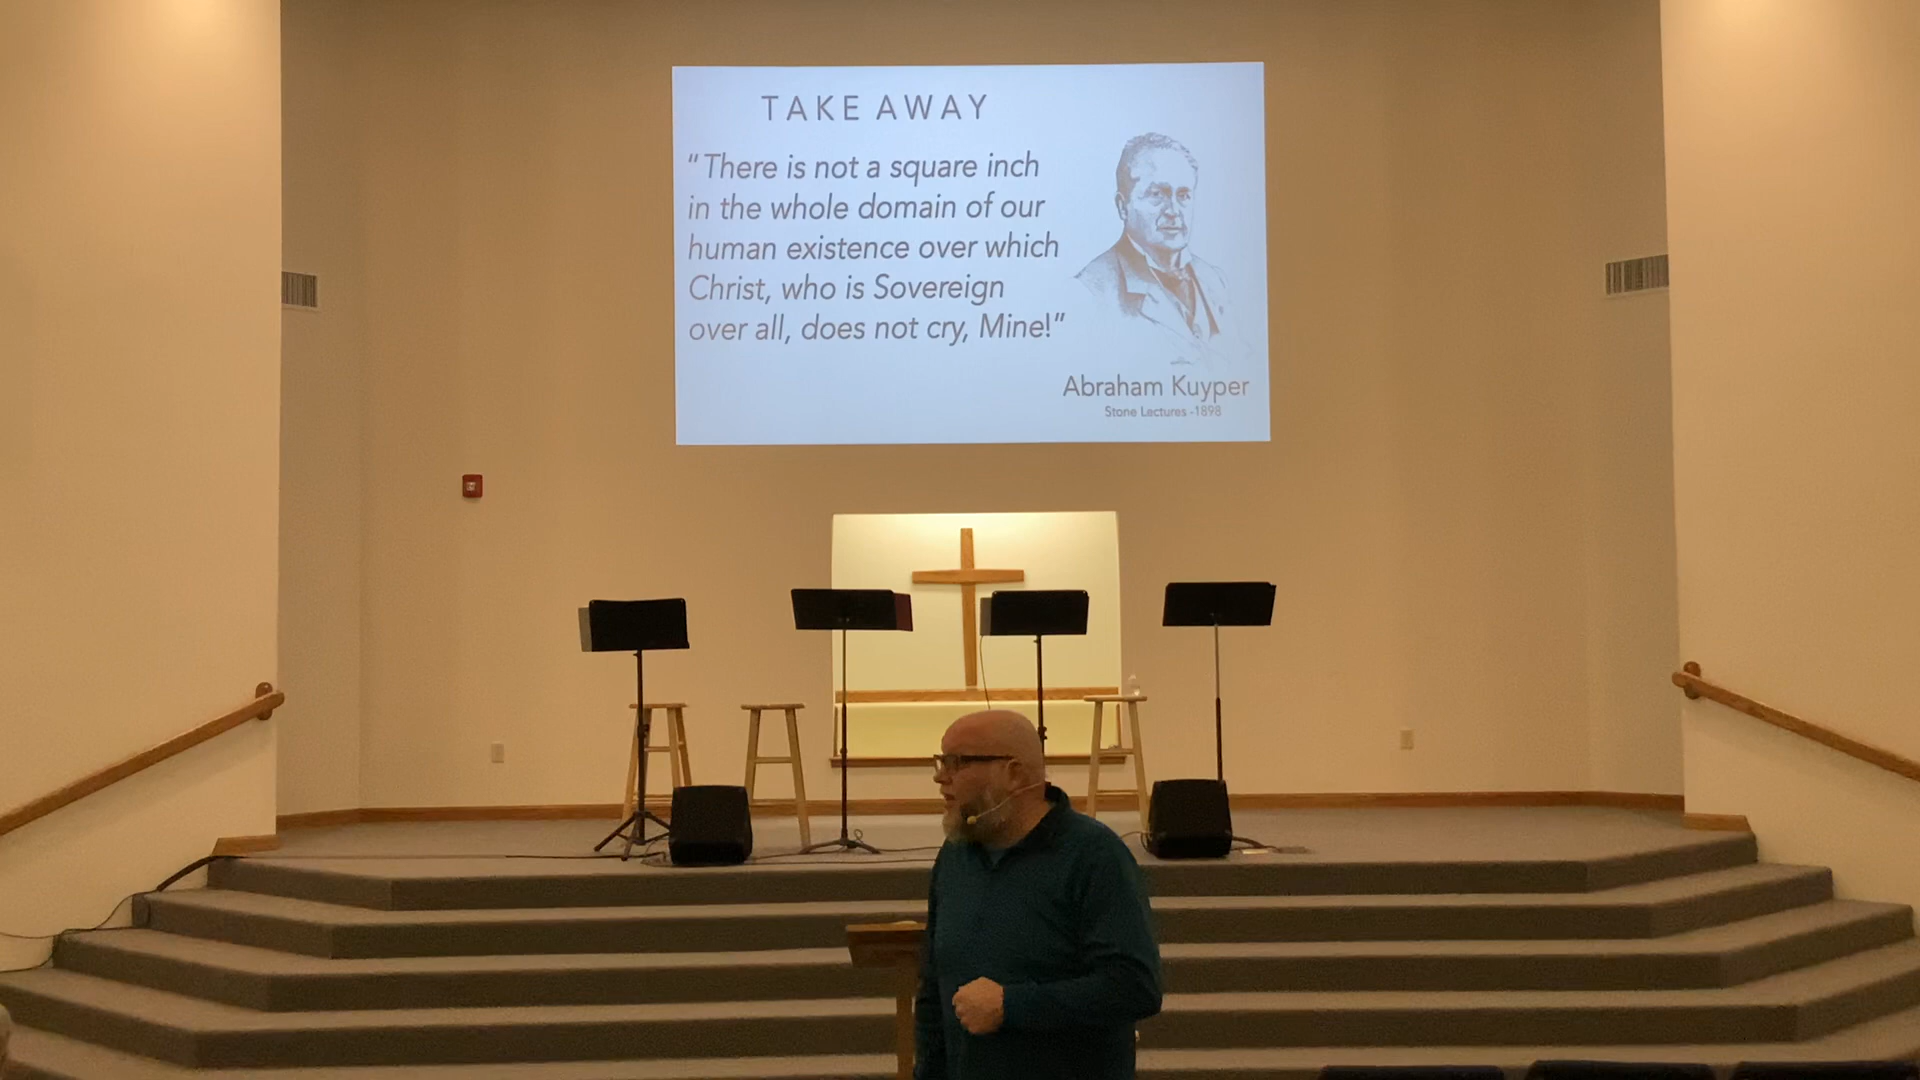 TAKE AWAY
"There is not a square inch
in the whole domain of our
human existence over which
Christ, who is Sovereign
over all, does not cry, Mine!"
Abraham Kuyper
Stone Lectures -1898